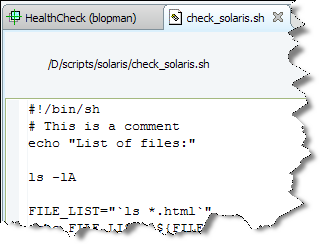 HealthCheck (blopman)
check_solaris.sh
/D/scripts/solaris/check_solaris.sh
#!/bin/sh
# This is a comment
echo "List of files:"
ls -lA
FILE_LIST="`ls *.html`"